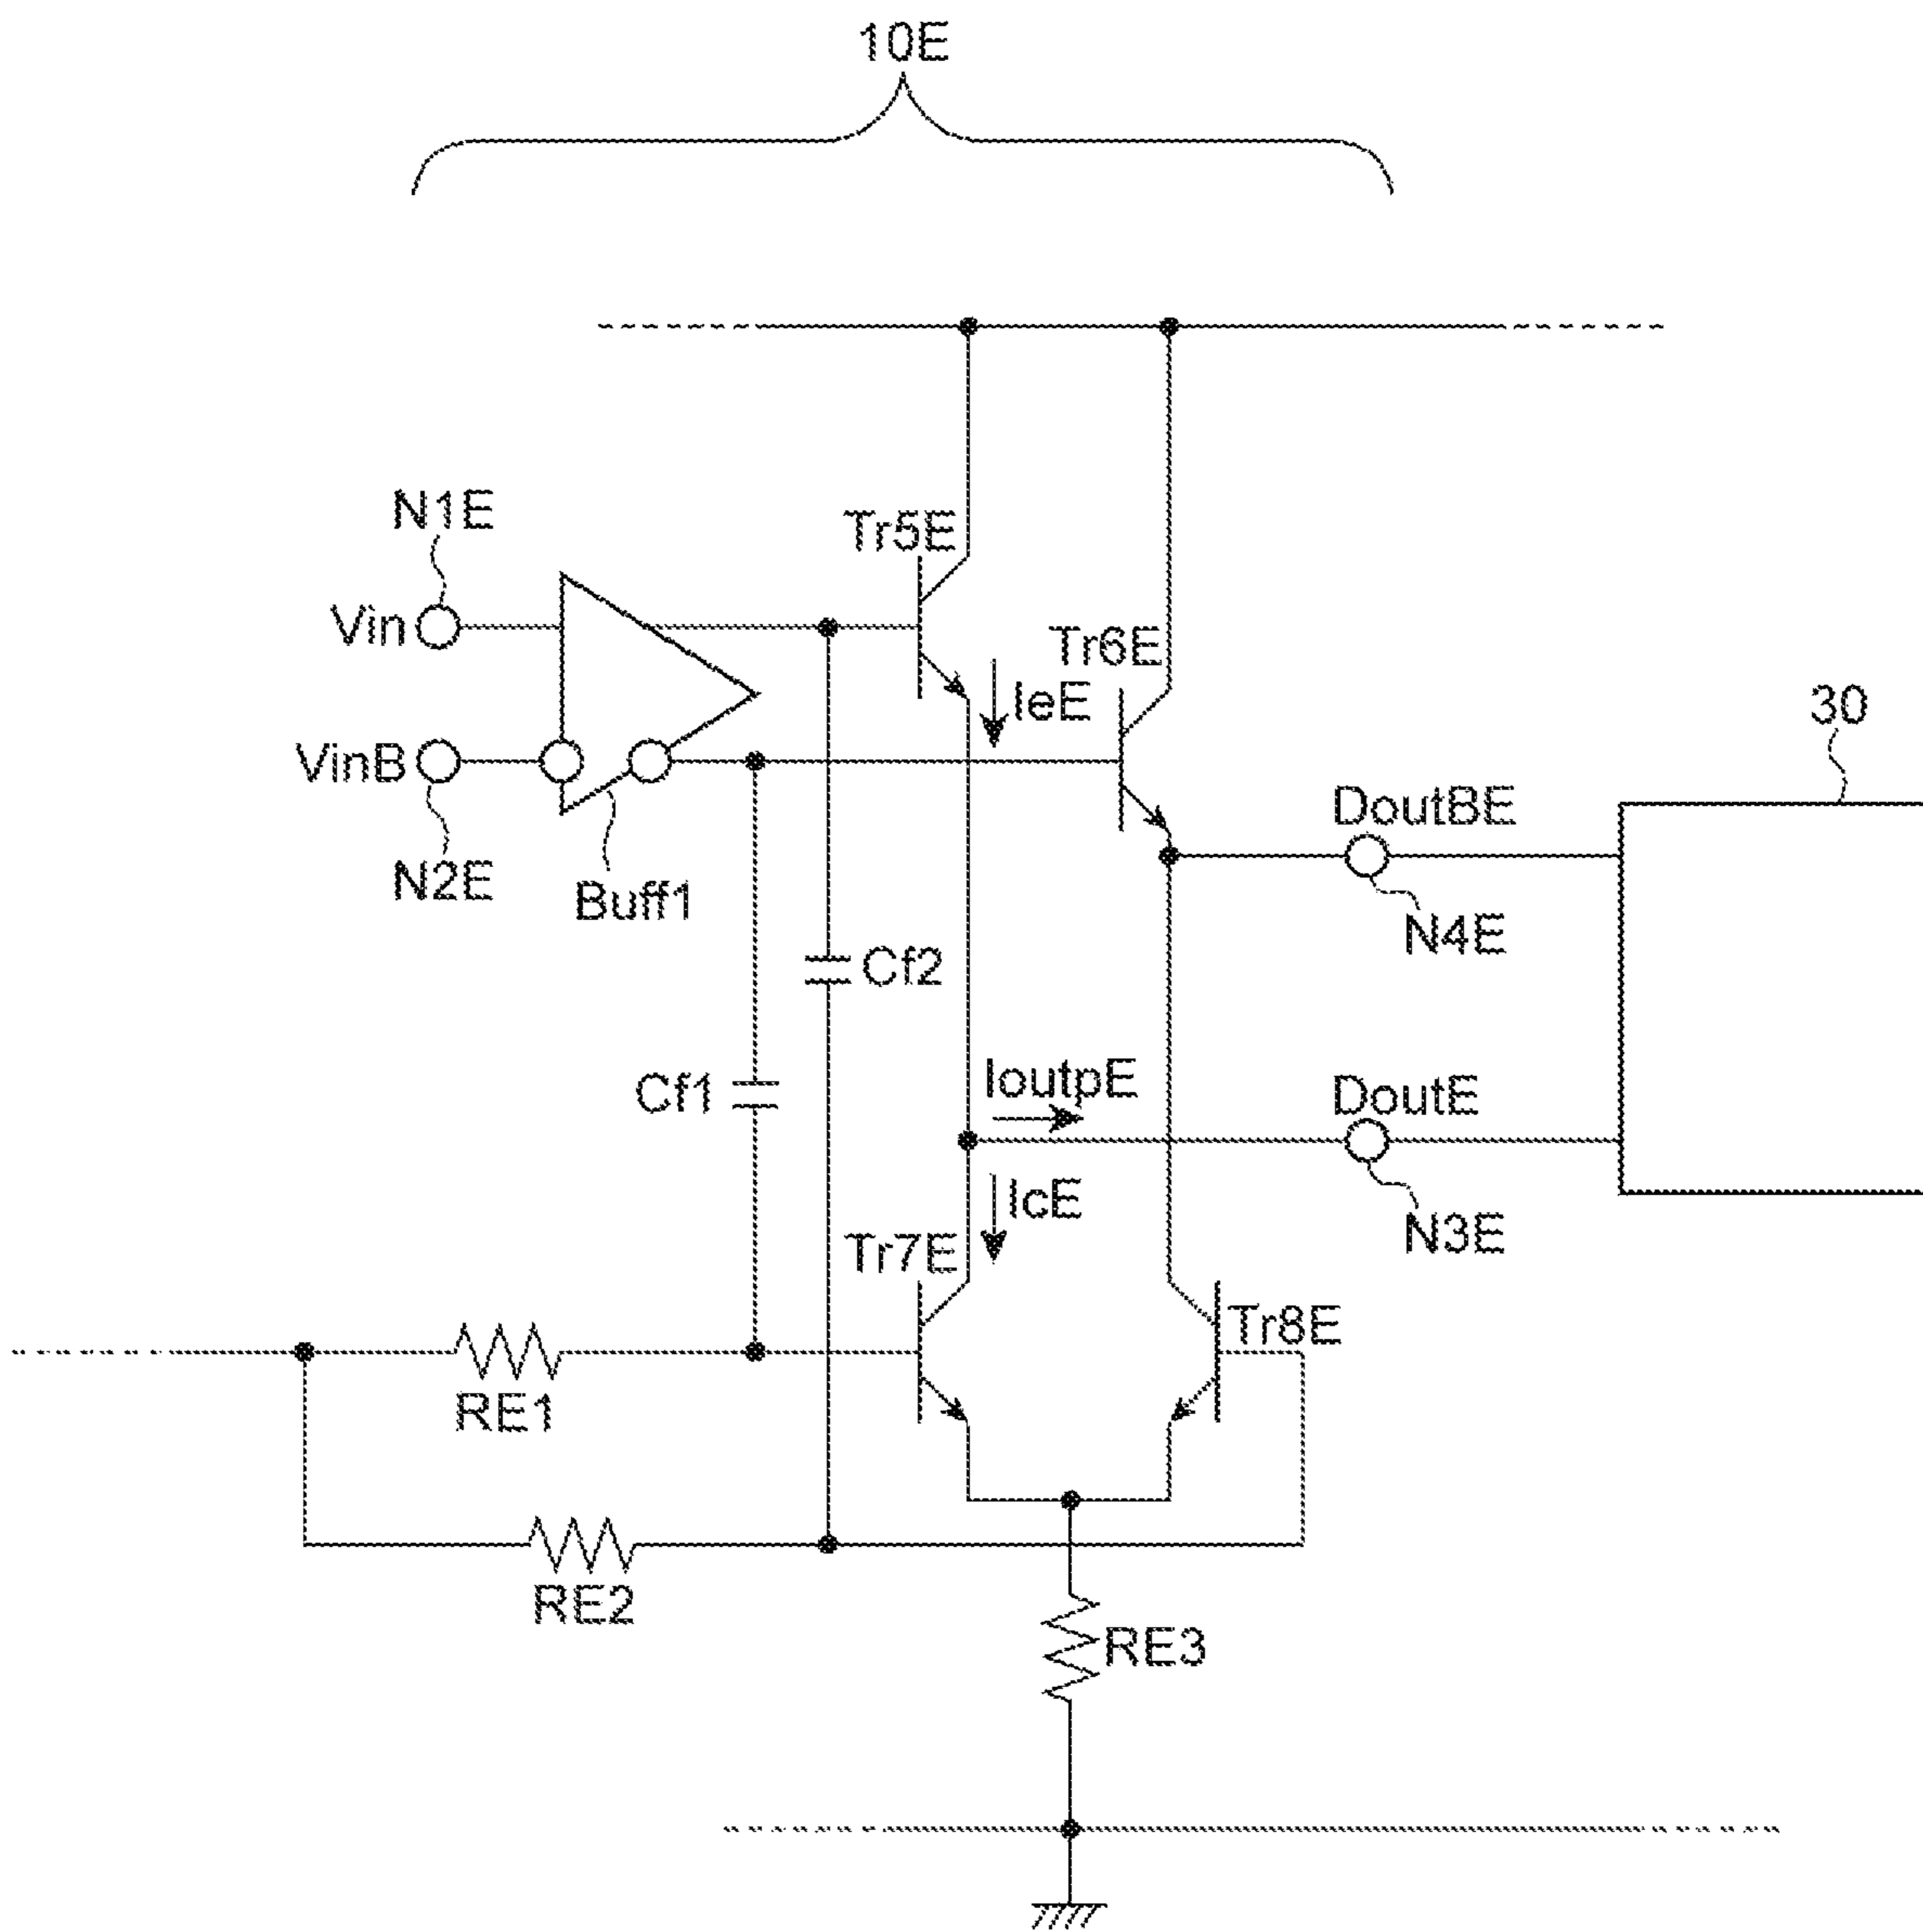 10E
N1E
Tr5E
Vin
Tr6E
IeE
30
VinB
DoutBE
N2E
Buff1
N4E
Cf2
IoutpE
DoutE
Cf1
IcE
N3E
Tr7E
Tr8E
RE1
RE2
RE3